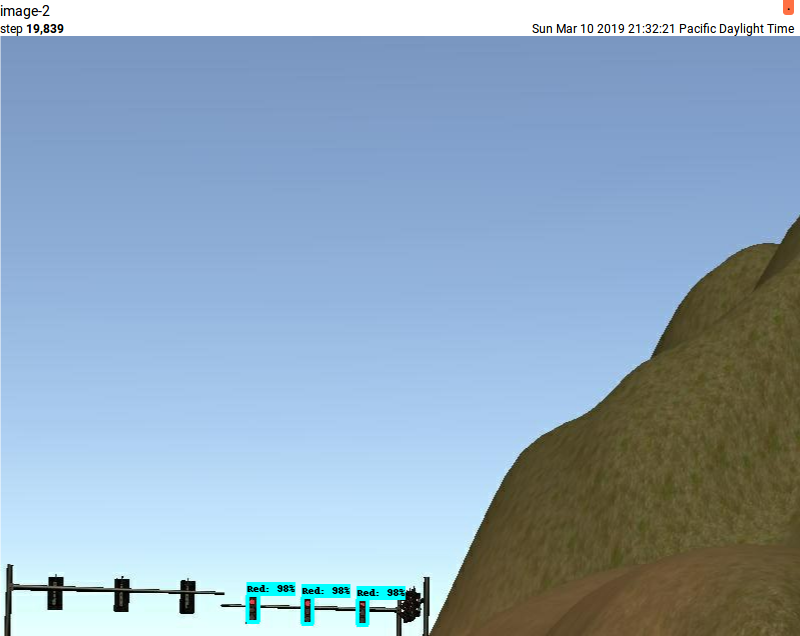 image-2
step 19,839
Sun Mar 10 2019 21:32:21 Pacific Daylight Time
Red: 98%
Red: 98%
Red: 98%